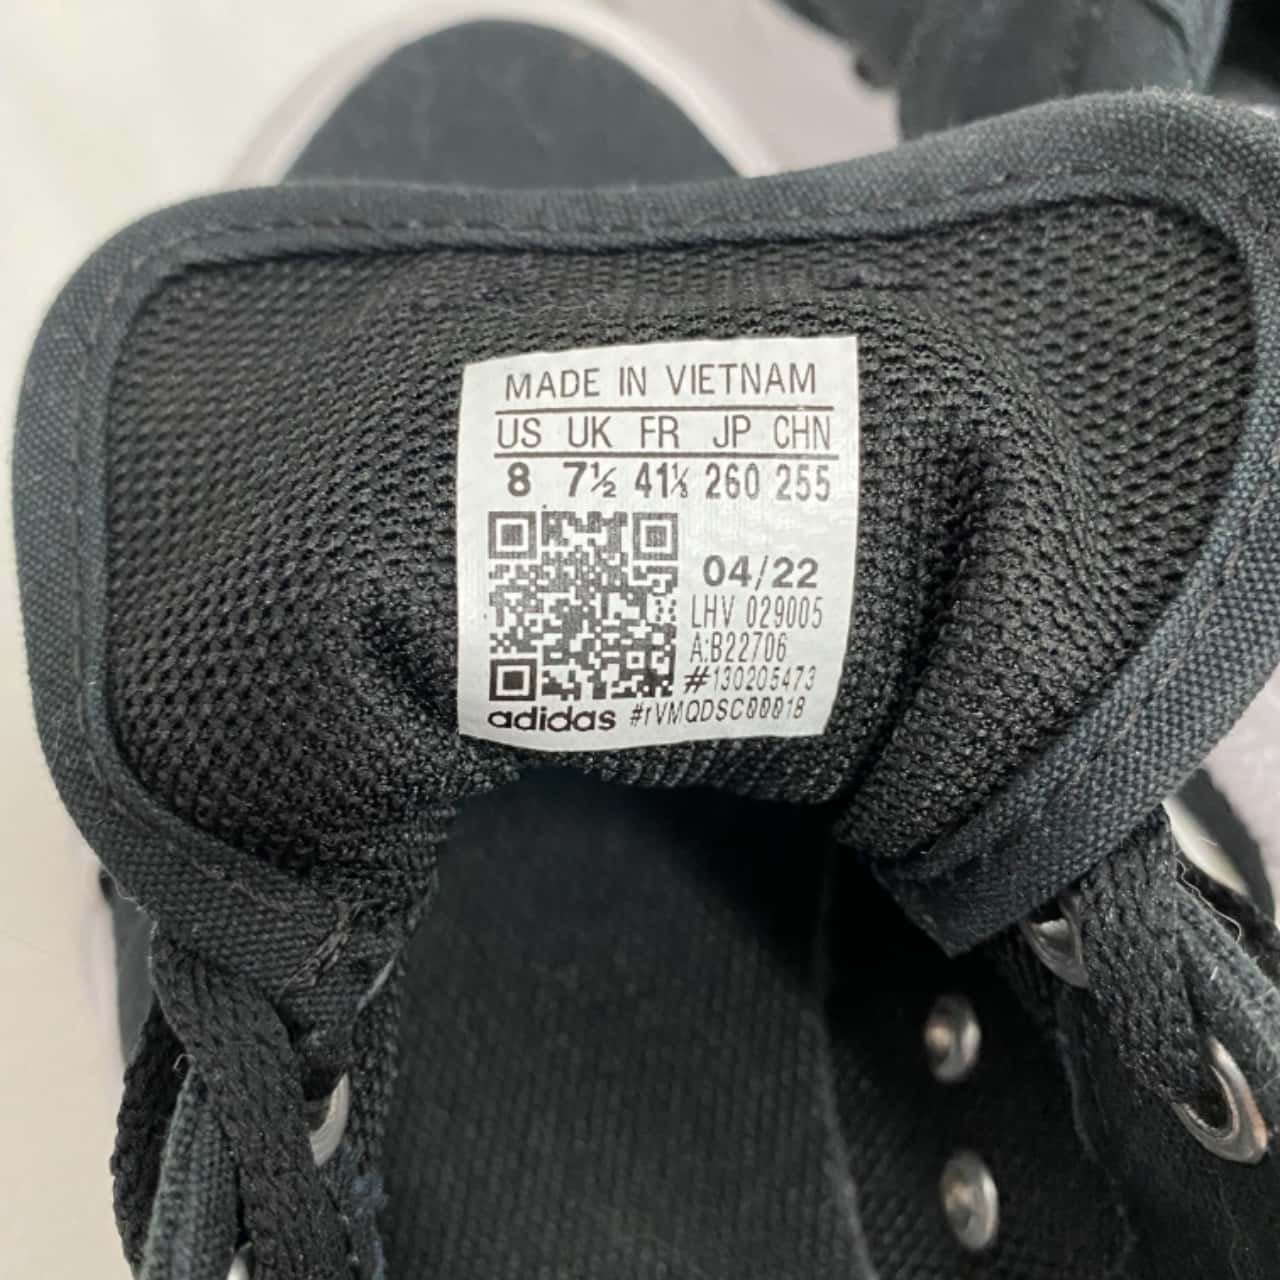 MADE IN VIETNAM
US UK FR JP CHN
8 7½ 41⅓ 260 255
04/22
LHV 029005
A:B22706
#130205473
adidas #rVMQDSC00018